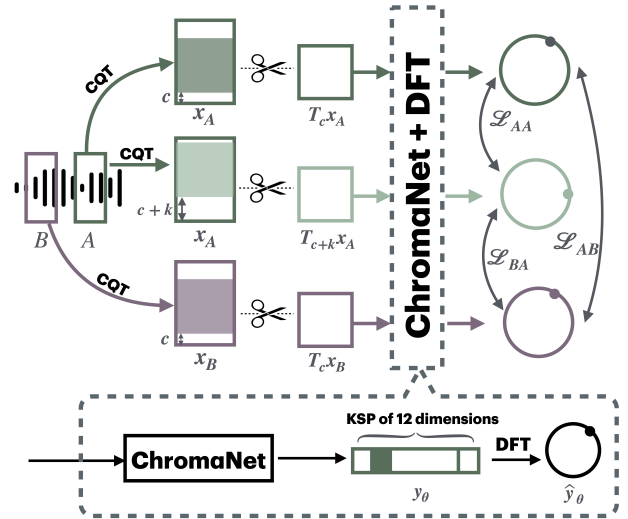 CQT
c
x_A
T_c x_A
ChromaNet + DFT
ℒ_AA
CQT
c + k
x_A
T_{c+k} x_A
B
A
ℒ_BA
ℒ_AB
CQT
c
x_B
T_c x_B
KSP of 12 dimensions
ChromaNet
DFT
y_θ
ŷ_θ